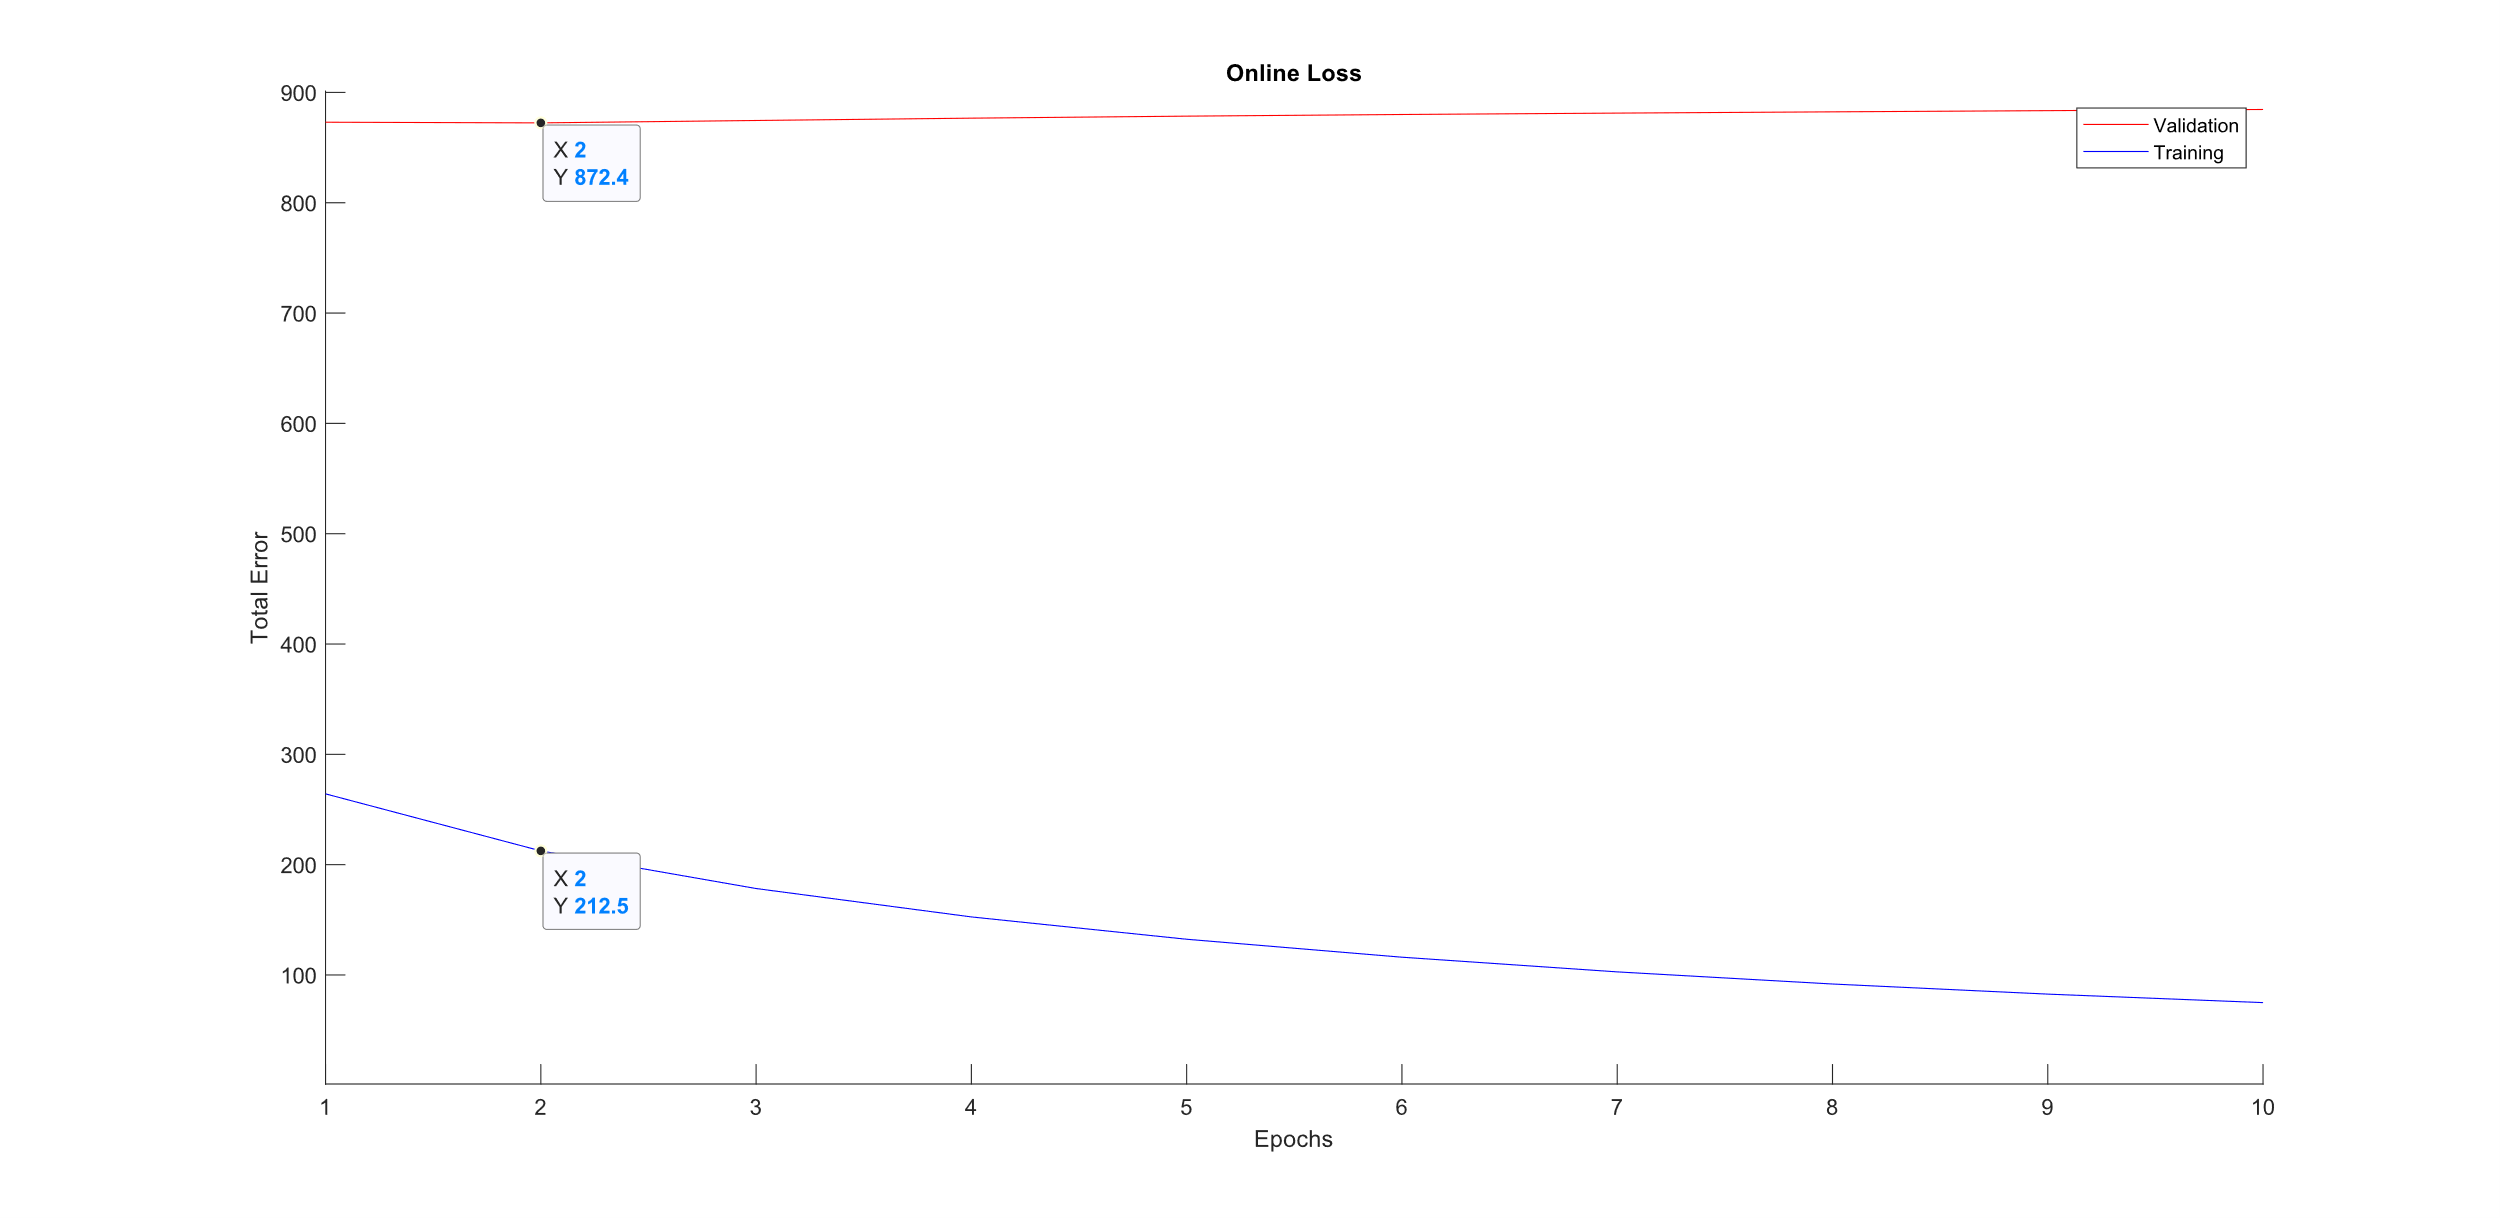 Online Loss
900
800
700
600
500
400
300
200
100
Total Error
X 2
Y 872.4
X 2
Y 212.5
Validation
Training
1 2 3 4 5 6 7 8 9 10
Epochs